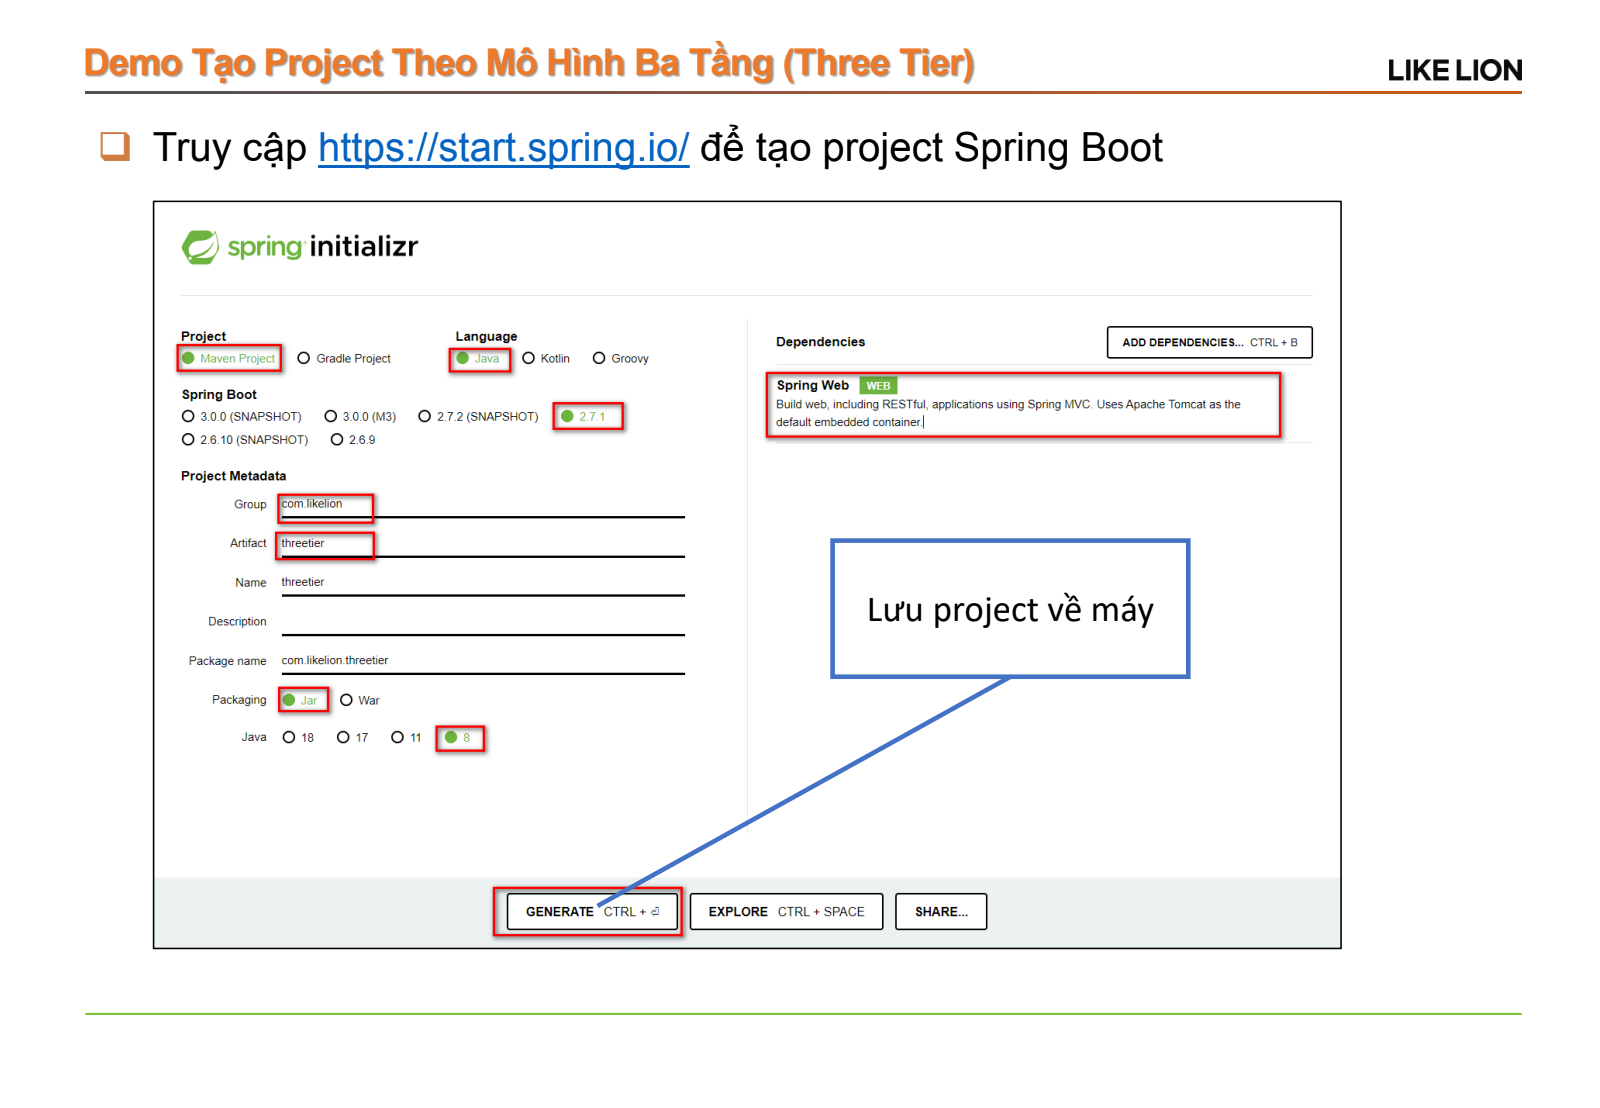 Demo Tạo Project Theo Mô Hình Ba Tầng (Three Tier)
LIKE LION
Truy cập https://start.spring.io/ để tạo project Spring Boot
spring initializr
Project
Maven Project
Gradle Project
Language
Java
Kotlin
Groovy
Spring Boot
3.0.0 (SNAPSHOT)
3.0.0 (M3)
2.7.2 (SNAPSHOT)
2.7.1
2.6.10 (SNAPSHOT)
2.6.9
Project Metadata
Group com.likelion
Artifact threetier
Name threetier
Description
Package name com.likelion.threetier
Packaging Jar War
Java 18 17 11 8
Dependencies
ADD DEPENDENCIES... CTRL + B
Spring Web WEB
Build web, including RESTful, applications using Spring MVC. Uses Apache Tomcat as the
default embedded container.
Lưu project về máy
GENERATE CTRL + ⏎
EXPLORE CTRL + SPACE
SHARE...